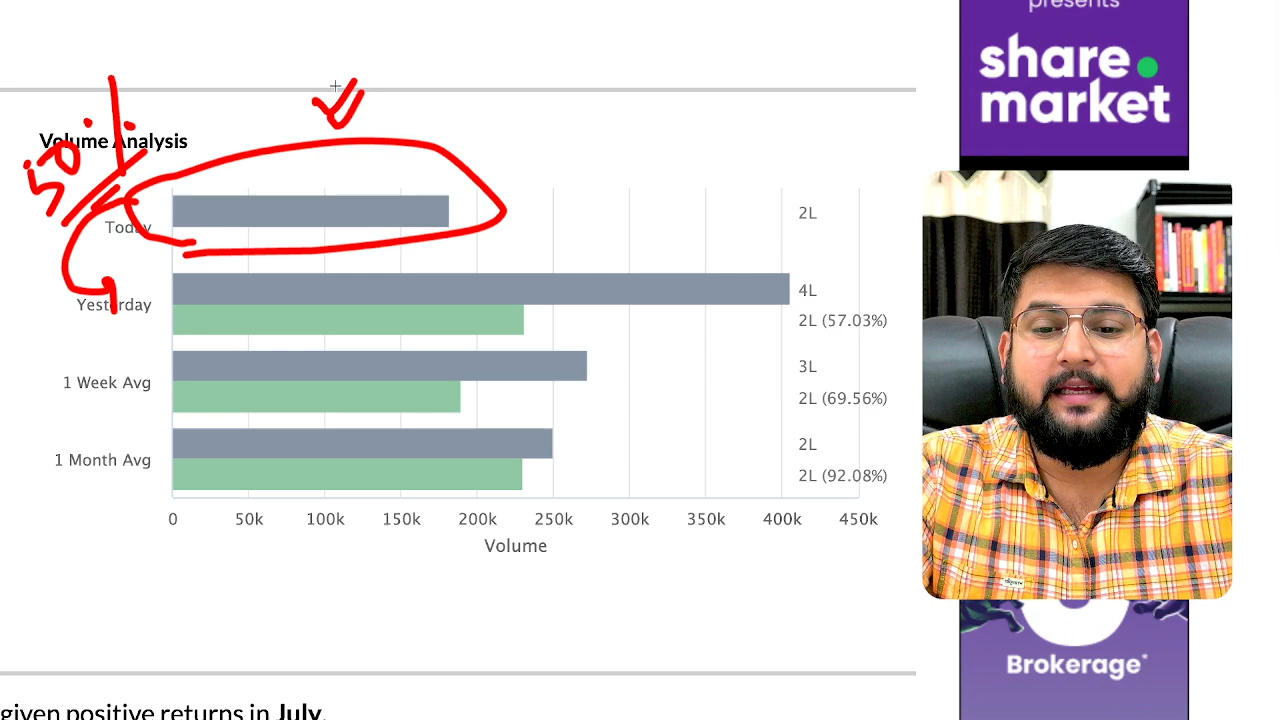 presents
share.
market
Volume Analysis
50%
Today
2L
Yesterday
4L
2L (57.03%)
1 Week Avg
3L
2L (69.56%)
1 Month Avg
2L
2L (92.08%)
0 50k 100k 150k 200k 250k 300k 350k 400k 450k
Volume
Brokerage*
given positive returns in July.